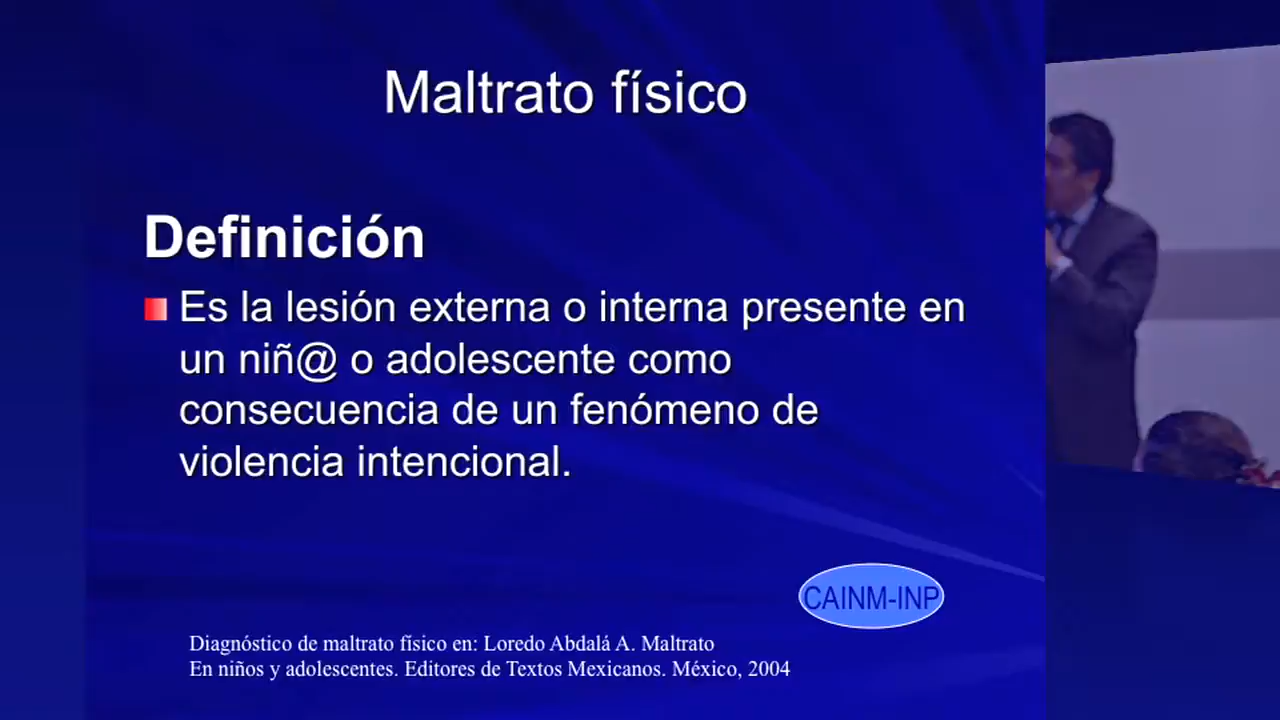 Maltrato físico
Definición
Es la lesión externa o interna presente en
un niñ@ o adolescente como
consecuencia de un fenómeno de
violencia intencional.
CAINM-INP
Diagnóstico de maltrato físico en: Loredo Abdalá A. Maltrato
En niños y adolescentes. Editores de Textos Mexicanos. México, 2004